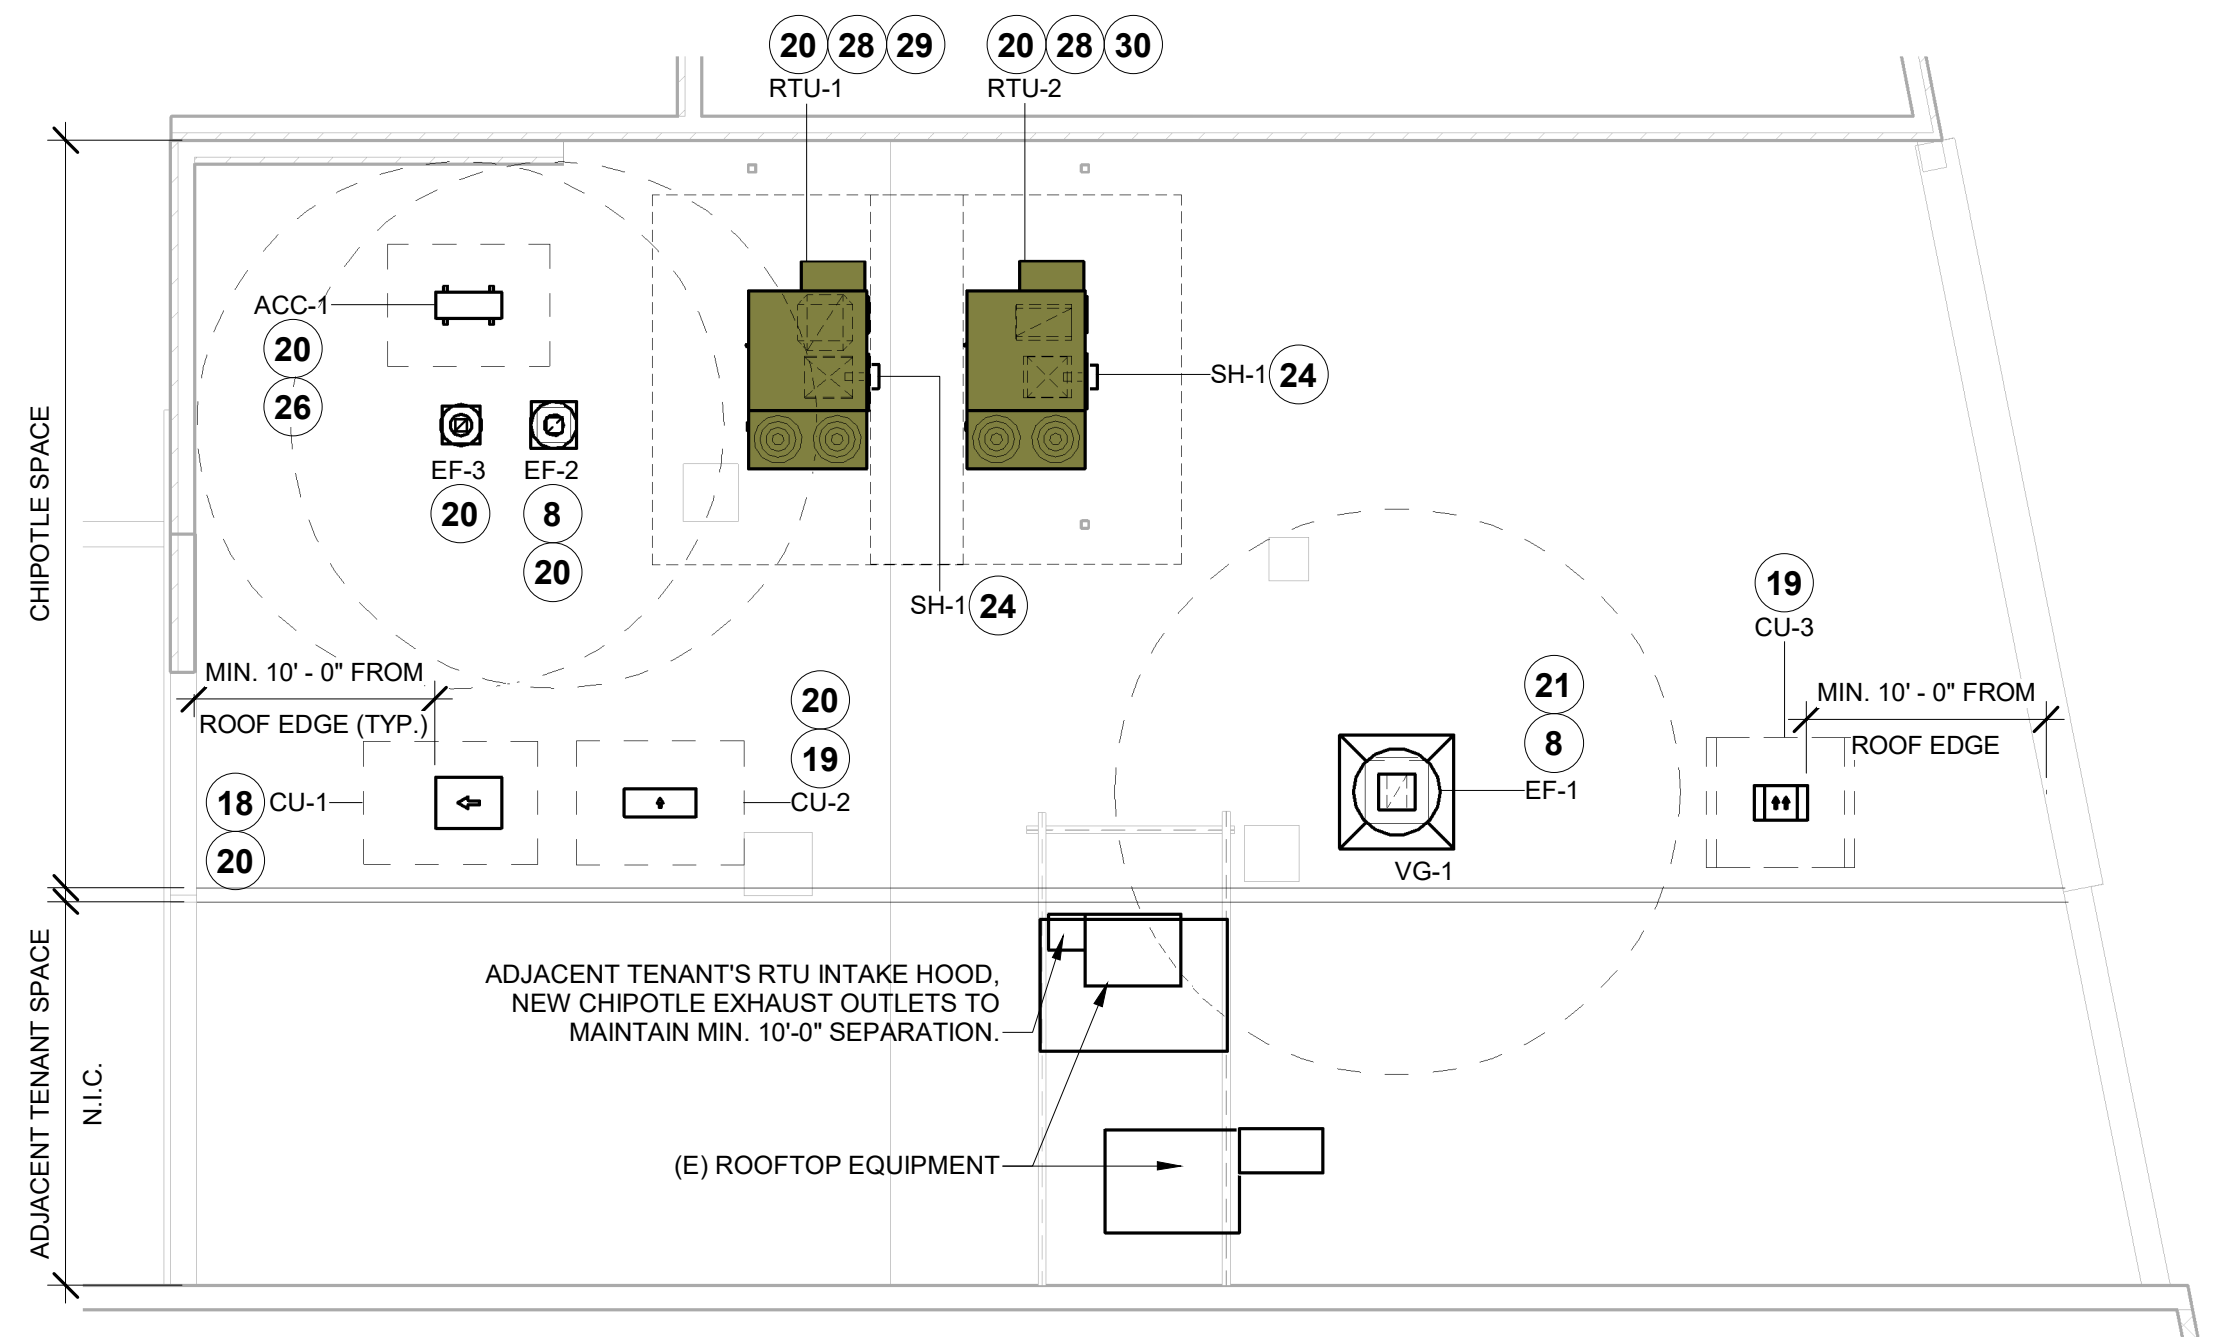 20 28 29
RTU-1
20 28 30
RTU-2
ACC-1
20
26
EF-3
20
EF-2
8
20
SH-1 24
SH-1 24
CHIPOTLE SPACE
MIN. 10' - 0" FROM
ROOF EDGE (TYP.)
18 CU-1
20
20
19
CU-2
21
8
EF-1
VG-1
19
CU-3
MIN. 10' - 0" FROM
ROOF EDGE
ADJACENT TENANT SPACE
N.I.C.
ADJACENT TENANT'S RTU INTAKE HOOD,
NEW CHIPOTLE EXHAUST OUTLETS TO
MAINTAIN MIN. 10'-0" SEPARATION.
(E) ROOFTOP EQUIPMENT